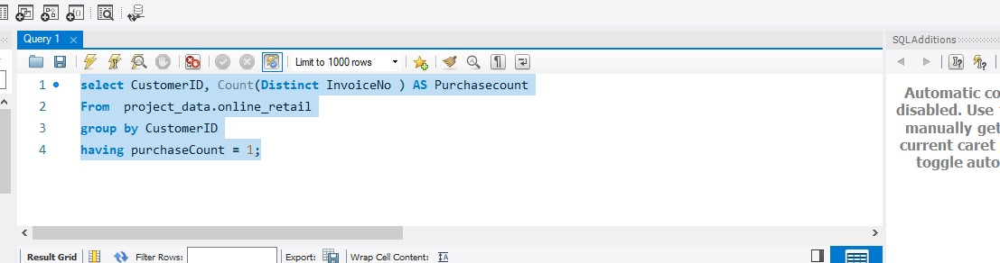 Query 1
SQLAdditions
Limit to 1000 rows
1 select CustomerID, Count(Distinct InvoiceNo ) AS Purchasecount
2 From project_data.online_retail
3 group by CustomerID
4 having purchaseCount = 1;
Automatic co
disabled. Use
manually get
current caret
toggle auto
Result Grid Filter Rows: Export: Wrap Cell Content: